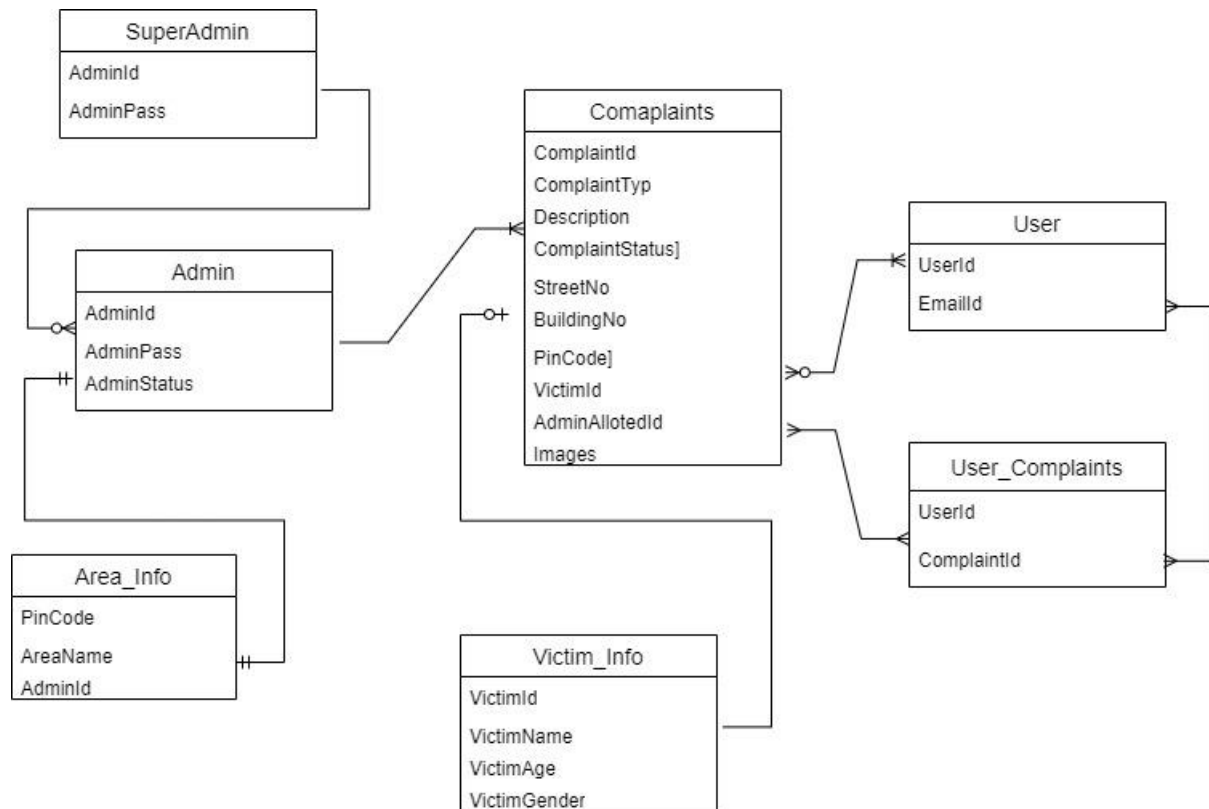 SuperAdmin
AdminId
AdminPass
Admin
AdminId
AdminPass
AdminStatus
Area_Info
PinCode
AreaName
AdminId
Comaplaints
ComplaintId
ComplaintTyp
Description
ComplaintStatus]
StreetNo
BuildingNo
PinCode]
VictimId
AdminAllotedId
Images
Victim_Info
VictimId
VictimName
VictimAge
VictimGender
User
UserId
EmailId
User_Complaints
UserId
ComplaintId